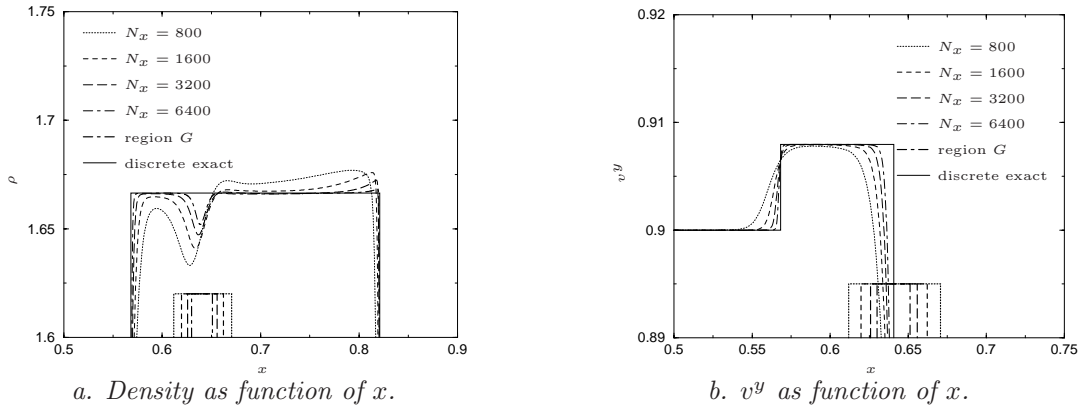 1.75
1.7
1.65
1.6
ρ
N_x = 800
N_x = 1600
N_x = 3200
N_x = 6400
region G
discrete exact
0.5 0.6 0.7 0.8 0.9
x
a. Density as function of x.
0.92
0.91
0.9
0.89
v^y
N_x = 800
N_x = 1600
N_x = 3200
N_x = 6400
region G
discrete exact
0.5 0.55 0.6 0.65 0.7 0.75
x
b. v^y as function of x.